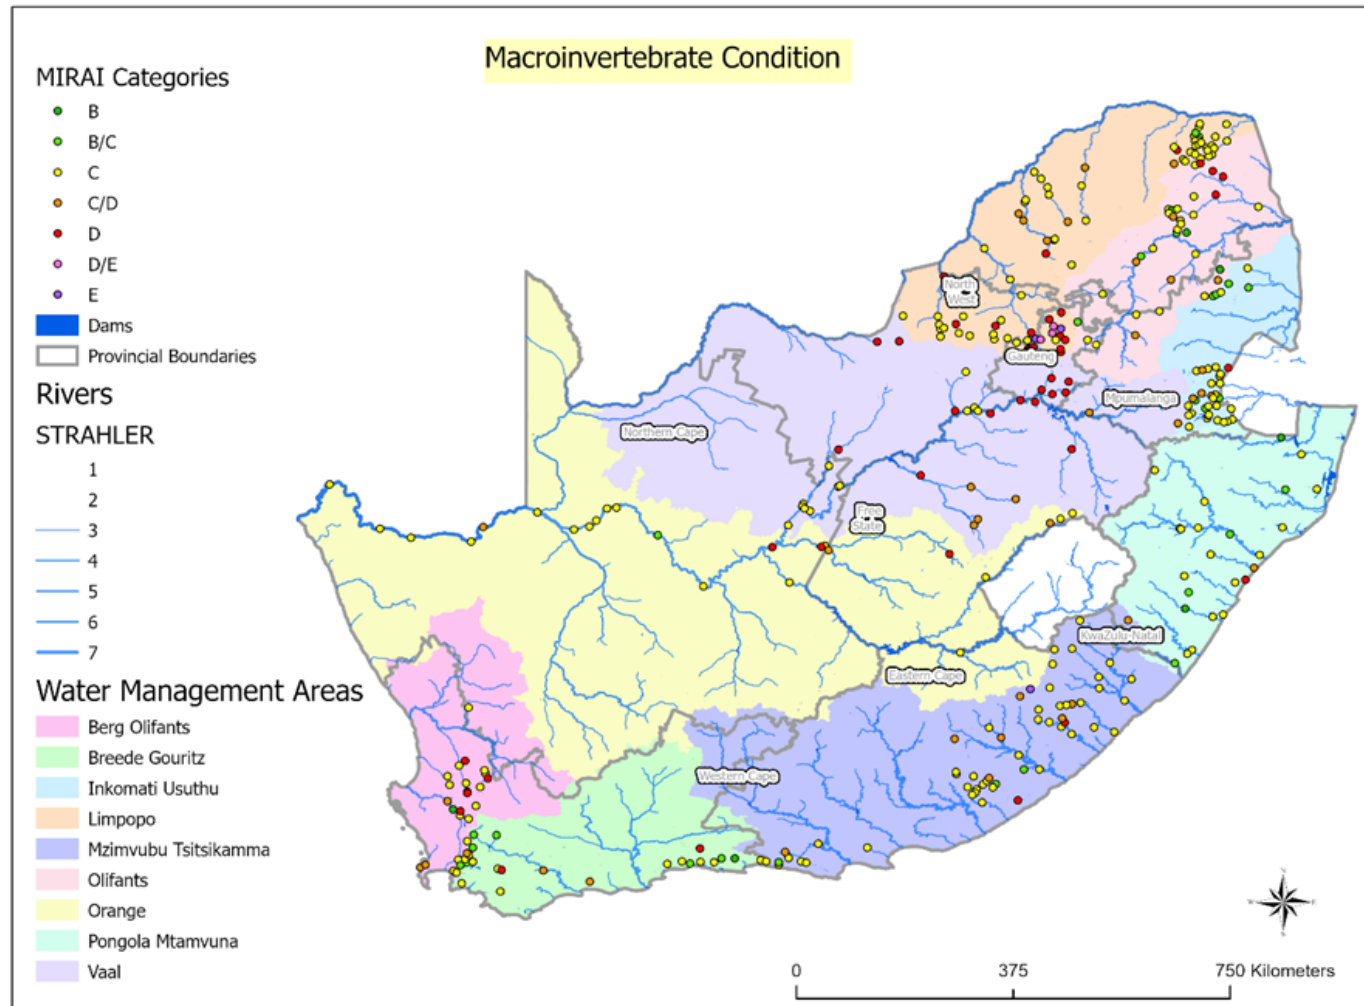 Macroinvertebrate Condition
MIRAI Categories
B
B/C
C
C/D
D
D/E
E
Dams
Provincial Boundaries
Rivers
STRAHLER
1
2
3
4
5
6
7
Water Management Areas
Berg Olifants
Breede Gouritz
Inkomati Usuthu
Limpopo
Mzimvubu Tsitsikamma
Olifants
Orange
Pongola Mtamvuna
Vaal
North
West
Gauteng
Mpumalanga
Northern Cape
Free
State
KwaZulu-Natal
Eastern Cape
Western Cape
N
W
E
S
0 375 750 Kilometers